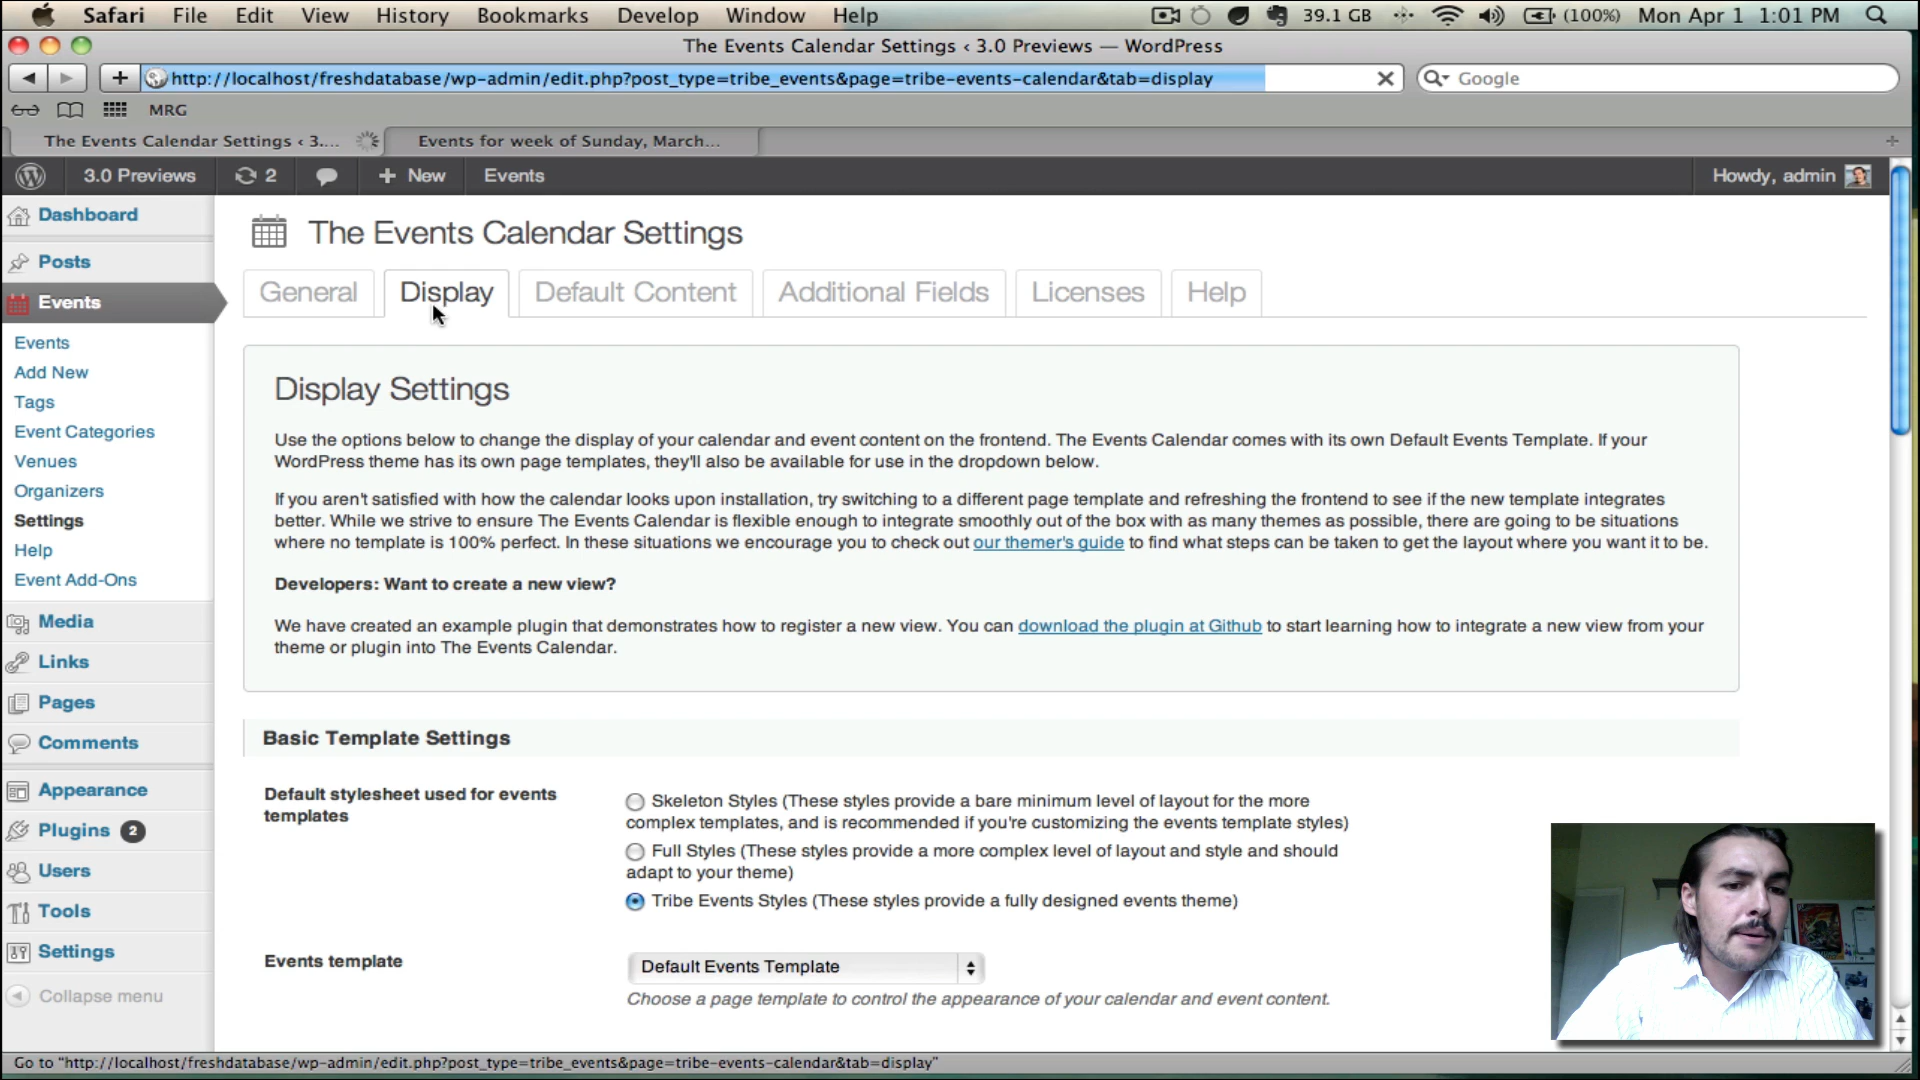 Safari File Edit View History Bookmarks Develop Window Help 39.1 GB (100%) Mon Apr 1 1:01 PM
The Events Calendar Settings ‹ 3.0 Previews — WordPress
http://localhost/freshdatabase/wp-admin/edit.php?post_type=tribe_events&page=tribe-events-calendar&tab=display Google
MRG
The Events Calendar Settings ‹ 3.... Events for week of Sunday, March...
3.0 Previews 2 + New Events Howdy, admin
Dashboard
Posts
Events
Events
Add New
Tags
Event Categories
Venues
Organizers
Settings
Help
Event Add-Ons
Media
Links
Pages
Comments
Appearance
Plugins 2
Users
Tools
Settings
Collapse menu
The Events Calendar Settings
General Display Default Content Additional Fields Licenses Help
Display Settings
Use the options below to change the display of your calendar and event content on the frontend. The Events Calendar comes with its own Default Events Template. If your
WordPress theme has its own page templates, they'll also be available for use in the dropdown below.
If you aren't satisfied with how the calendar looks upon installation, try switching to a different page template and refreshing the frontend to see if the new template integrates
better. While we strive to ensure The Events Calendar is flexible enough to integrate smoothly out of the box with as many themes as possible, there are going to be situations
where no template is 100% perfect. In these situations we encourage you to check out our themer's guide to find what steps can be taken to get the layout where you want it to be.
Developers: Want to create a new view?
We have created an example plugin that demonstrates how to register a new view. You can download the plugin at Github to start learning how to integrate a new view from your
theme or plugin into The Events Calendar.
Basic Template Settings
Default stylesheet used for events
templates
Skeleton Styles (These styles provide a bare minimum level of layout for the more
complex templates, and is recommended if you're customizing the events template styles)
Full Styles (These styles provide a more complex level of layout and style and should
adapt to your theme)
Tribe Events Styles (These styles provide a fully designed events theme)
Events template
Default Events Template
Choose a page template to control the appearance of your calendar and event content.
Go to "http://localhost/freshdatabase/wp-admin/edit.php?post_type=tribe_events&page=tribe-events-calendar&tab=display"